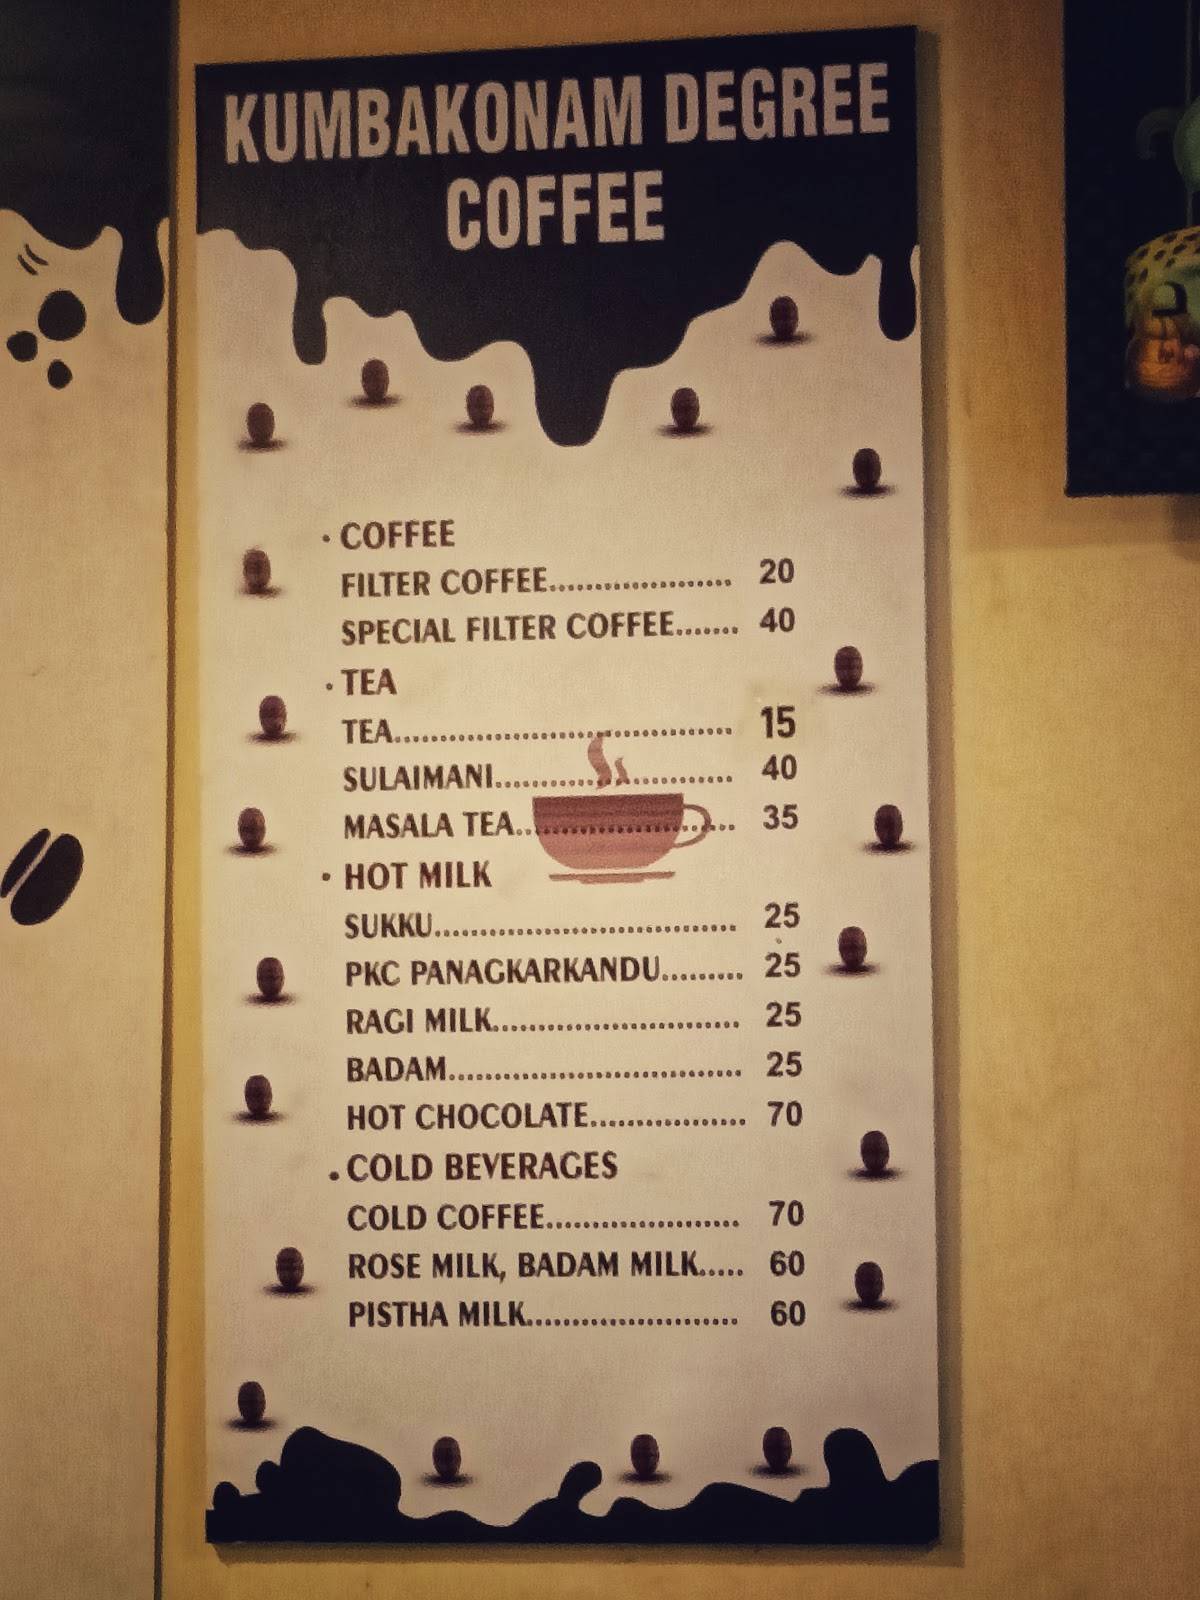 KUMBAKONAM DEGREE
COFFEE
· COFFEE
FILTER COFFEE.................... 20
SPECIAL FILTER COFFEE....... 40
· TEA
TEA..................................... 15
SULAIMANI.......................... 40
MASALA TEA........................ 35
· HOT MILK
SUKKU................................. 25
PKC PANAGKARKANDU......... 25
RAGI MILK........................... 25
BADAM................................ 25
HOT CHOCOLATE................. 70
. COLD BEVERAGES
COLD COFFEE..................... 70
ROSE MILK, BADAM MILK..... 60
PISTHA MILK....................... 60